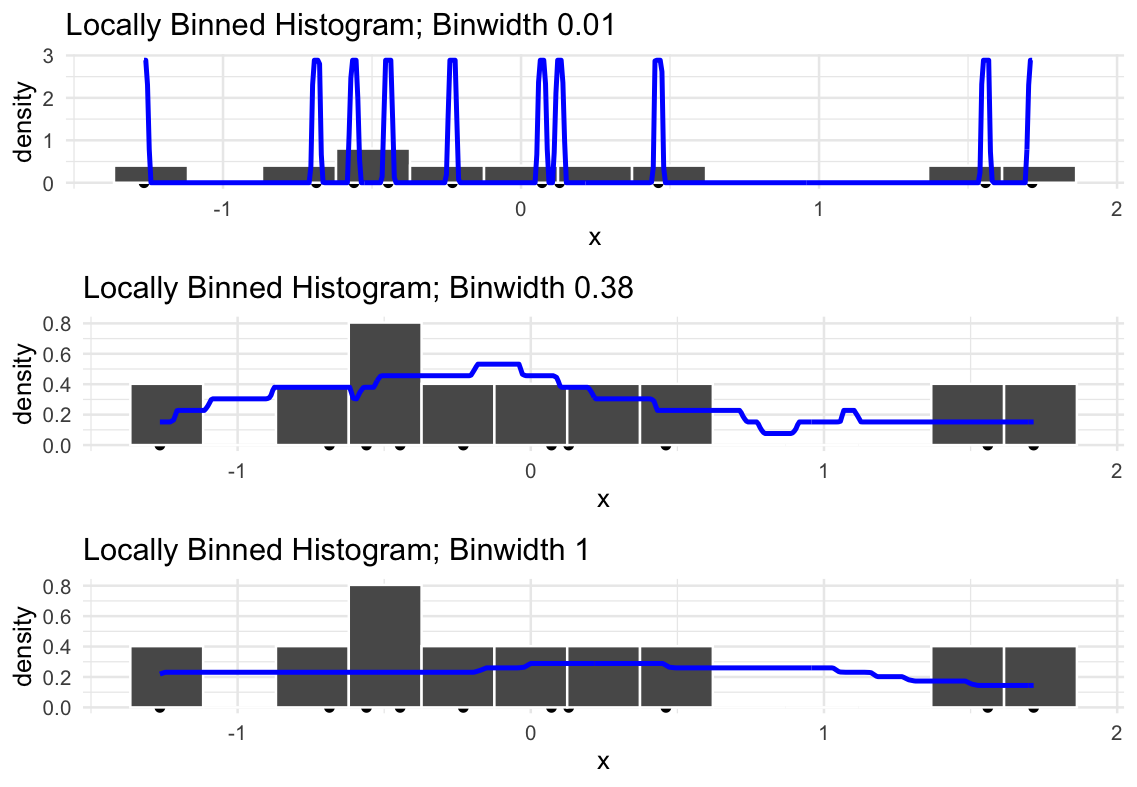 Locally Binned Histogram; Binwidth 0.01
density
3
2
1
0
-1 0 1 2
x
Locally Binned Histogram; Binwidth 0.38
density
0.8
0.6
0.4
0.2
0.0
-1 0 1 2
x
Locally Binned Histogram; Binwidth 1
density
0.8
0.6
0.4
0.2
0.0
-1 0 1 2
x